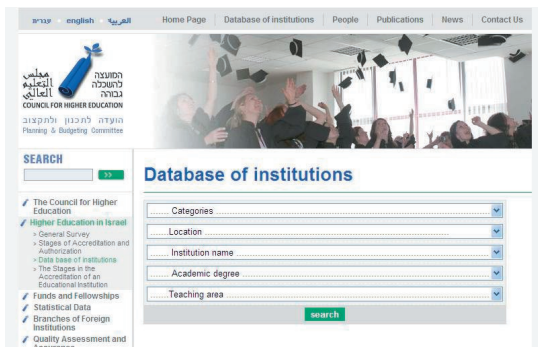 עברית english العربية
Home Page Database of institutions People Publications News Contact Us
مجلس التعليم العالي
המועצה להשכלה גבוהה
COUNCIL FOR HIGHER EDUCATION
הועדה לתכנון ולתקצוב
Planning & Budgeting Committee
SEARCH
>>
The Council for Higher
Education
Higher Education in Israel
» General Survey
» Stages of Accreditation and
Authorization
» Data base of institutions
» The Stages in the
Accreditation of an
Educational Institution
Funds and Fellowships
Statistical Data
Branches of Foreign
Institutions
Quality Assessment and
Assurance
Database of institutions
Categories
Location
Institution name
Academic degree
Teaching area
search